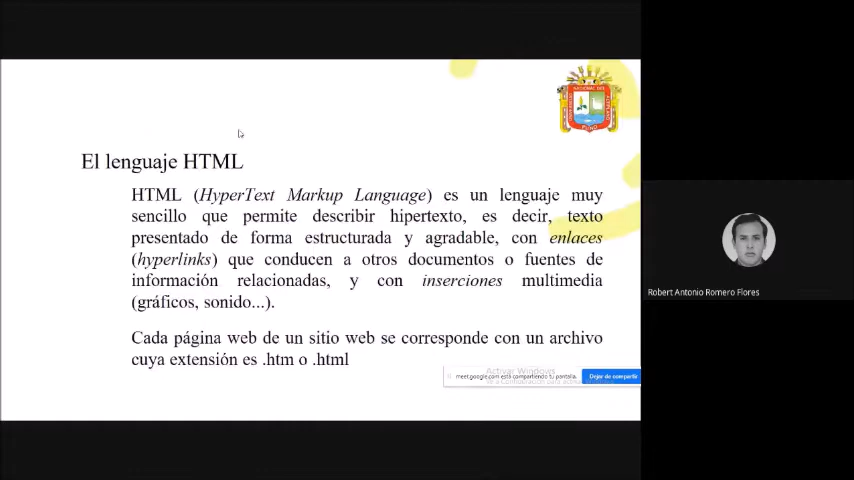 El lenguaje HTML
HTML (HyperText Markup Language) es un lenguaje muy
sencillo que permite describir hipertexto, es decir, texto
presentado de forma estructurada y agradable, con enlaces
(hyperlinks) que conducen a otros documentos o fuentes de
información relacionadas, y con inserciones multimedia
(gráficos, sonido...).
Cada página web de un sitio web se corresponde con un archivo
cuya extensión es .htm o .html
Activar Windows
meet.google.com está compartiendo tu pantalla.
Dejar de compartir
Robert Antonio Romero Flores
PUNO